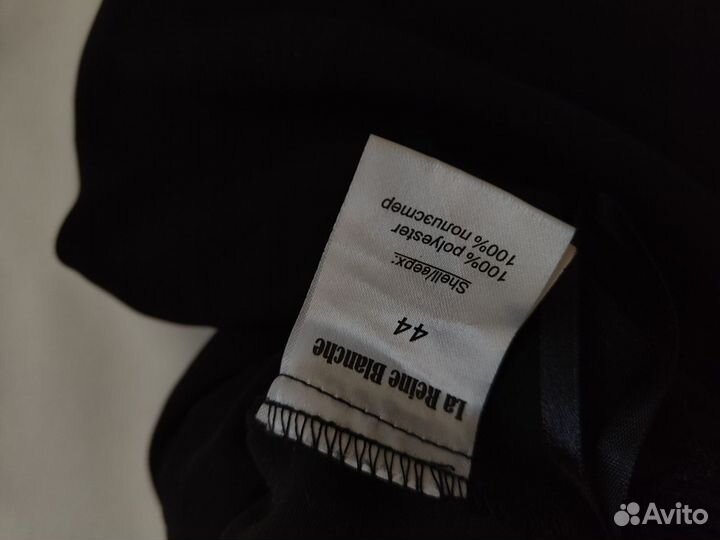 La Reine Blanche
44
Shell/верх:
100% polyester
100% полиэстер
Avito